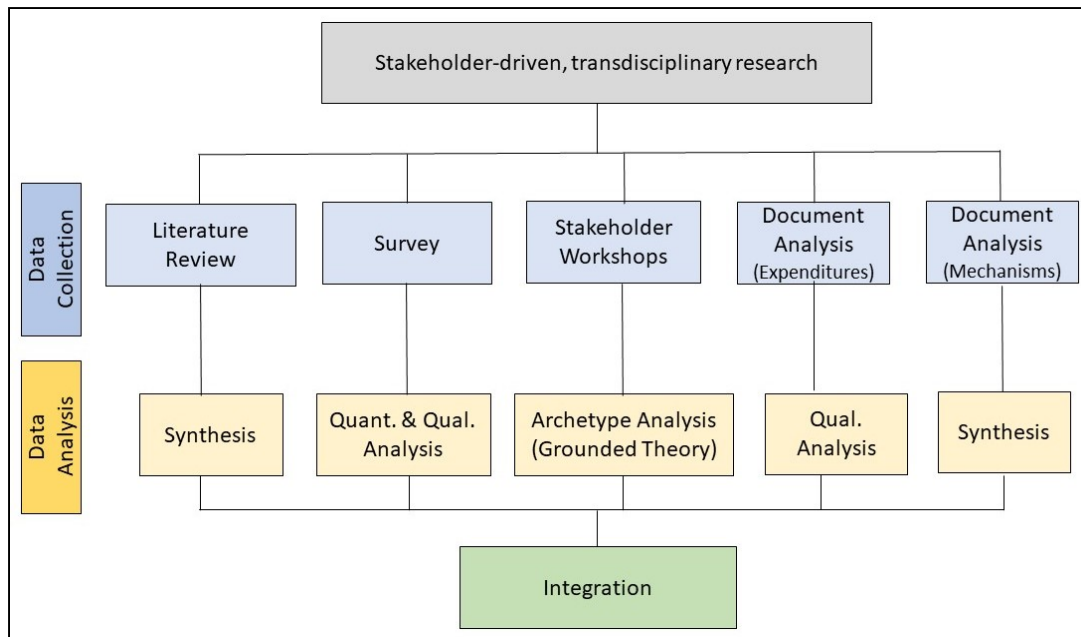 Stakeholder-driven, transdisciplinary research
Data
Collection
Literature
Review
Survey
Stakeholder
Workshops
Document
Analysis
(Expenditures)
Document
Analysis
(Mechanisms)
Data
Analysis
Synthesis
Quant. & Qual.
Analysis
Archetype Analysis
(Grounded Theory)
Qual.
Analysis
Synthesis
Integration